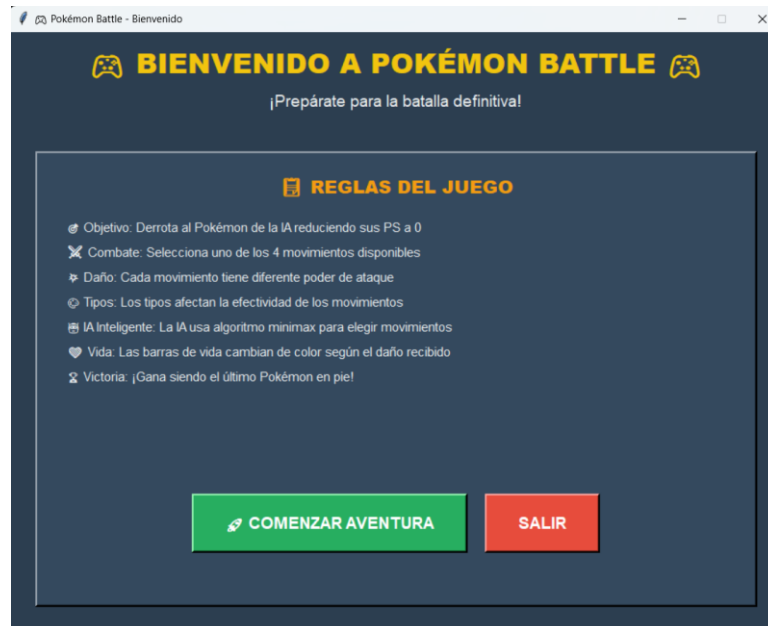 Pokémon Battle - Bienvenido
BIENVENIDO A POKÉMON BATTLE
¡Prepárate para la batalla definitiva!
REGLAS DEL JUEGO
Objetivo: Derrota al Pokémon de la IA reduciendo sus PS a 0
Combate: Selecciona uno de los 4 movimientos disponibles
Daño: Cada movimiento tiene diferente poder de ataque
Tipos: Los tipos afectan la efectividad de los movimientos
IA Inteligente: La IA usa algoritmo minimax para elegir movimientos
Vida: Las barras de vida cambian de color según el daño recibido
Victoria: ¡Gana siendo el último Pokémon en pie!
COMENZAR AVENTURA
SALIR